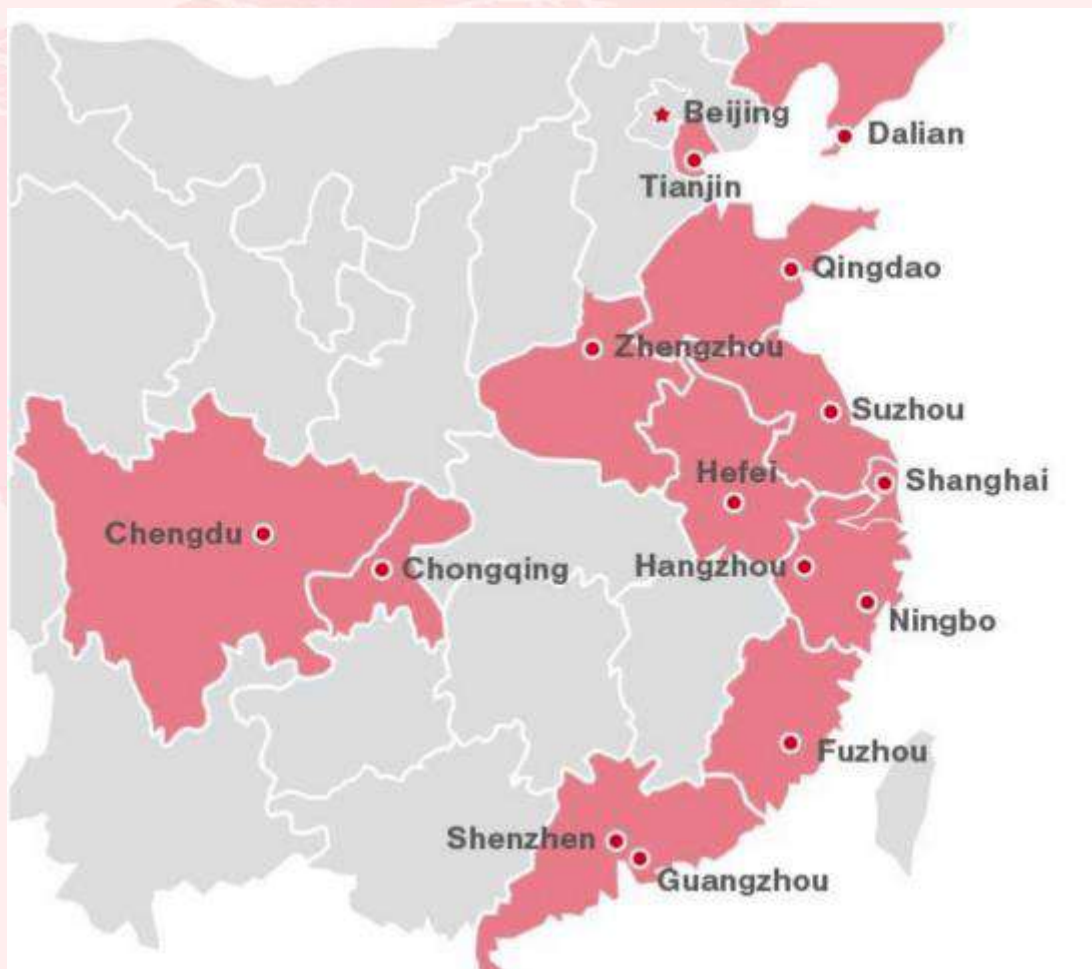 Beijing
Dalian
Tianjin
Qingdao
Zhengzhou
Suzhou
Hefei
Shanghai
Chengdu
Chongqing
Hangzhou
Ningbo
Fuzhou
Shenzhen
Guangzhou